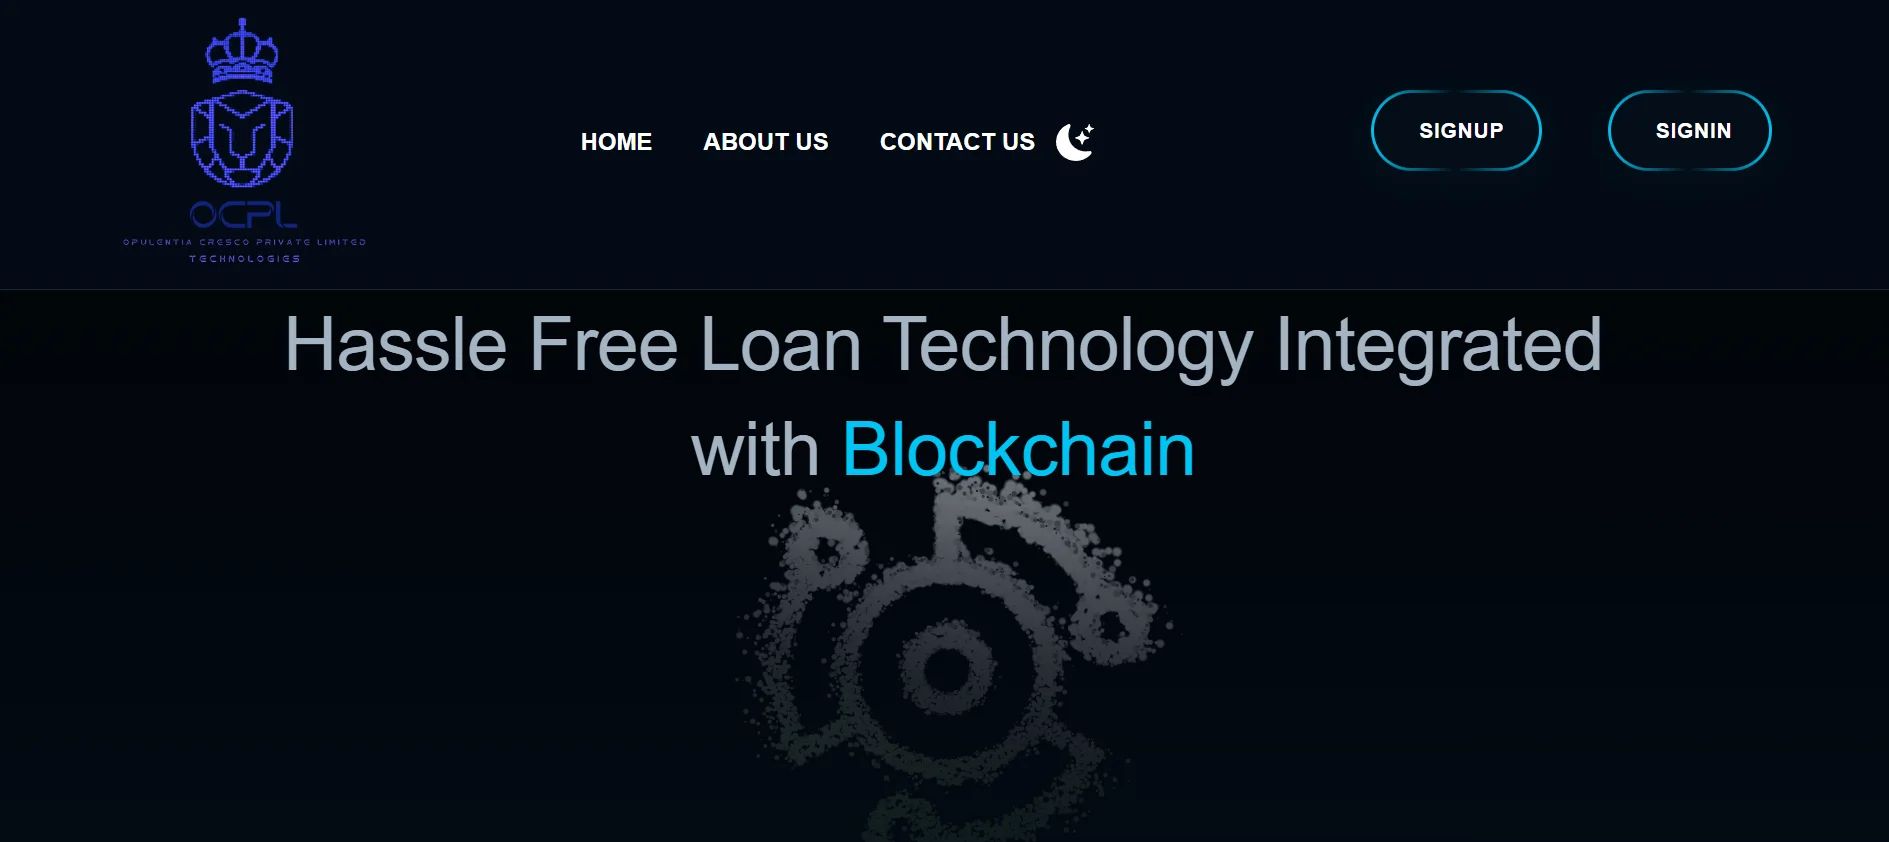 OCPL
OPULENTIA CRESCO PRIVATE LIMITED
TECHNOLOGIES
HOME
ABOUT US
CONTACT US
SIGNUP
SIGNIN
Hassle Free Loan Technology Integrated
with Blockchain